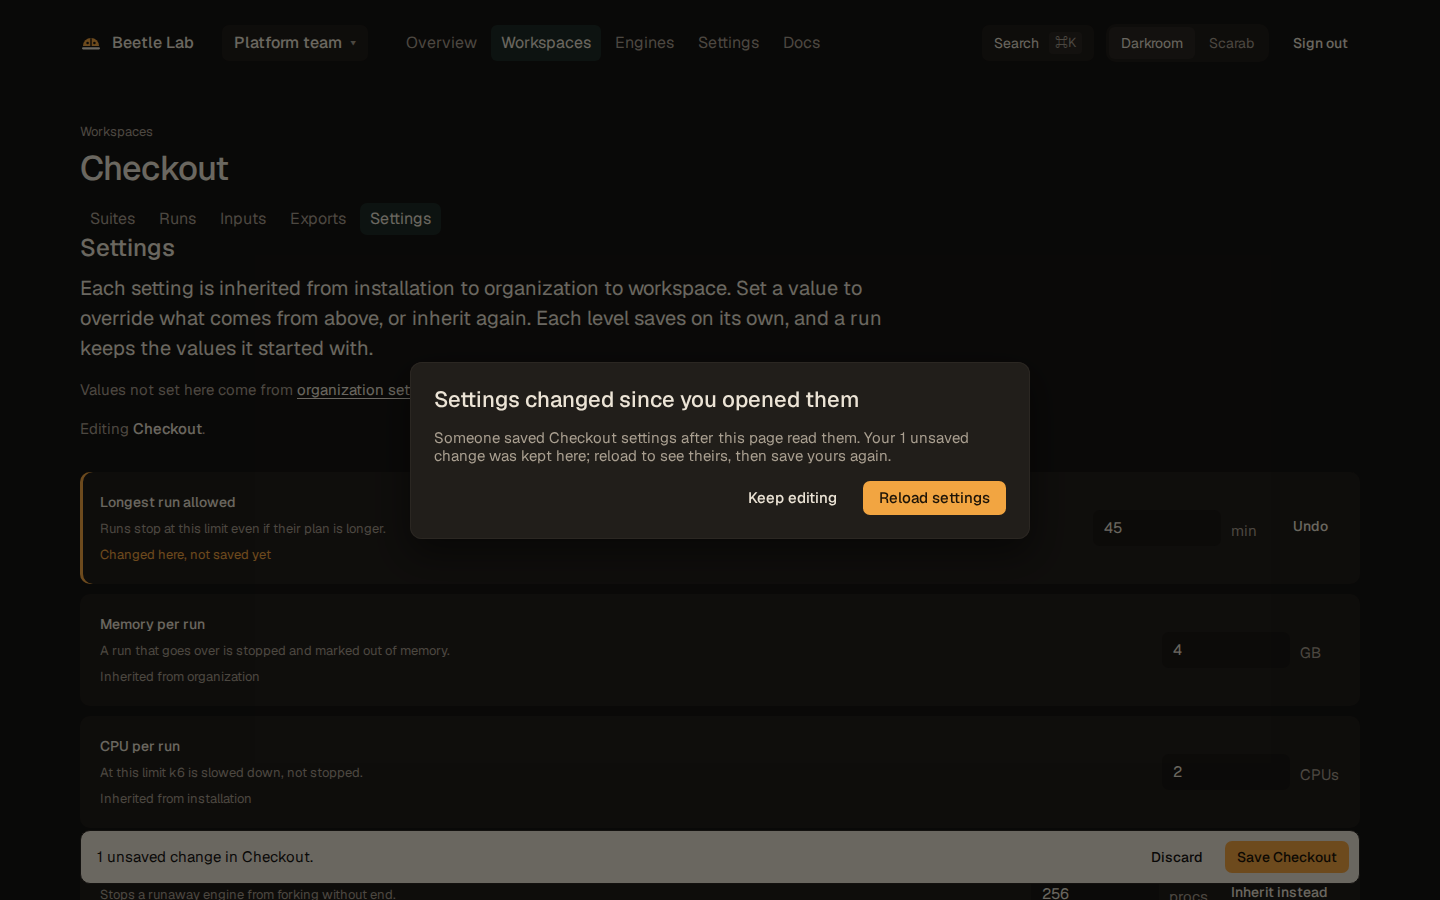 Beetle Lab
Platform team
Overview
Workspaces
Engines
Settings
Docs
Search ⌘K
Darkroom
Scarab
Sign out
Workspaces
Checkout
Suites
Runs
Inputs
Exports
Settings
Settings
Each setting is inherited from installation to organization to workspace. Set a value to
override what comes from above, or inherit again. Each level saves on its own, and a run
keeps the values it started with.
Values not set here come from organization set
Editing Checkout.
Settings changed since you opened them
Someone saved Checkout settings after this page read them. Your 1 unsaved
change was kept here; reload to see theirs, then save yours again.
Keep editing
Reload settings
Longest run allowed
Runs stop at this limit even if their plan is longer.
Changed here, not saved yet
45 min
Undo
Memory per run
A run that goes over is stopped and marked out of memory.
Inherited from organization
4 GB
CPU per run
At this limit k6 is slowed down, not stopped.
Inherited from installation
2 CPUs
1 unsaved change in Checkout.
Discard
Save Checkout
Stops a runaway engine from forking without end.
256 procs
Inherit instead